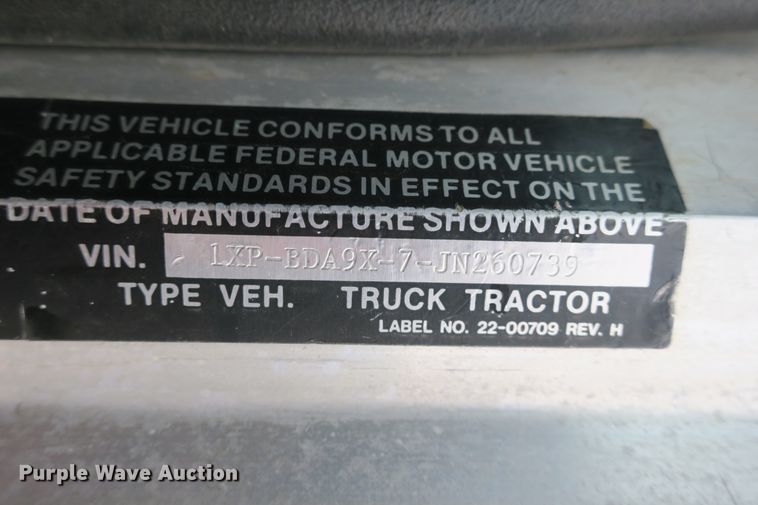 THIS VEHICLE CONFORMS TO ALL
APPLICABLE FEDERAL MOTOR VEHICLE
SAFETY STANDARDS IN EFFECT ON THE
DATE OF MANUFACTURE SHOWN ABOVE
VIN. 1XP-BDA9X-7-JN260739
TYPE VEH. TRUCK TRACTOR
LABEL NO. 22-00709 REV. H
Purple Wave Auction